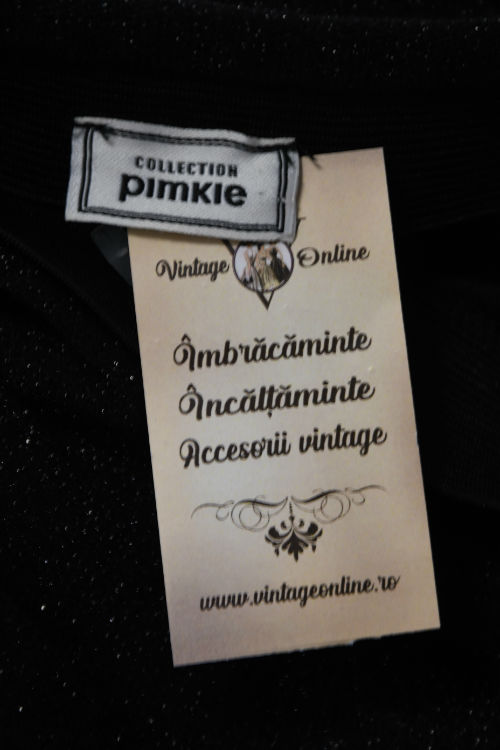 COLLECTION
pimkie
Vintage Online
Îmbrăcăminte
Încălțăminte
Accesorii vintage
www.vintageonline.ro